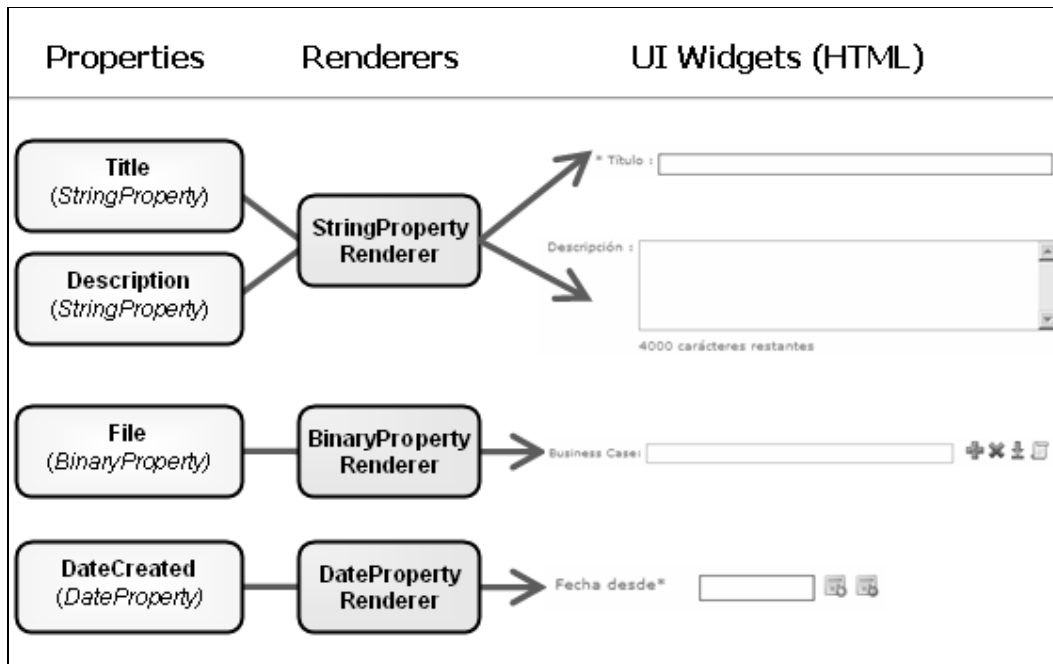 Properties
Renderers
UI Widgets (HTML)
Title
(StringProperty)
StringProperty
Renderer
* Título :
Description
(StringProperty)
Descripción :
4000 carácteres restantes
File
(BinaryProperty)
BinaryProperty
Renderer
Business Case:
DateCreated
(DateProperty)
DateProperty
Renderer
Fecha desde*